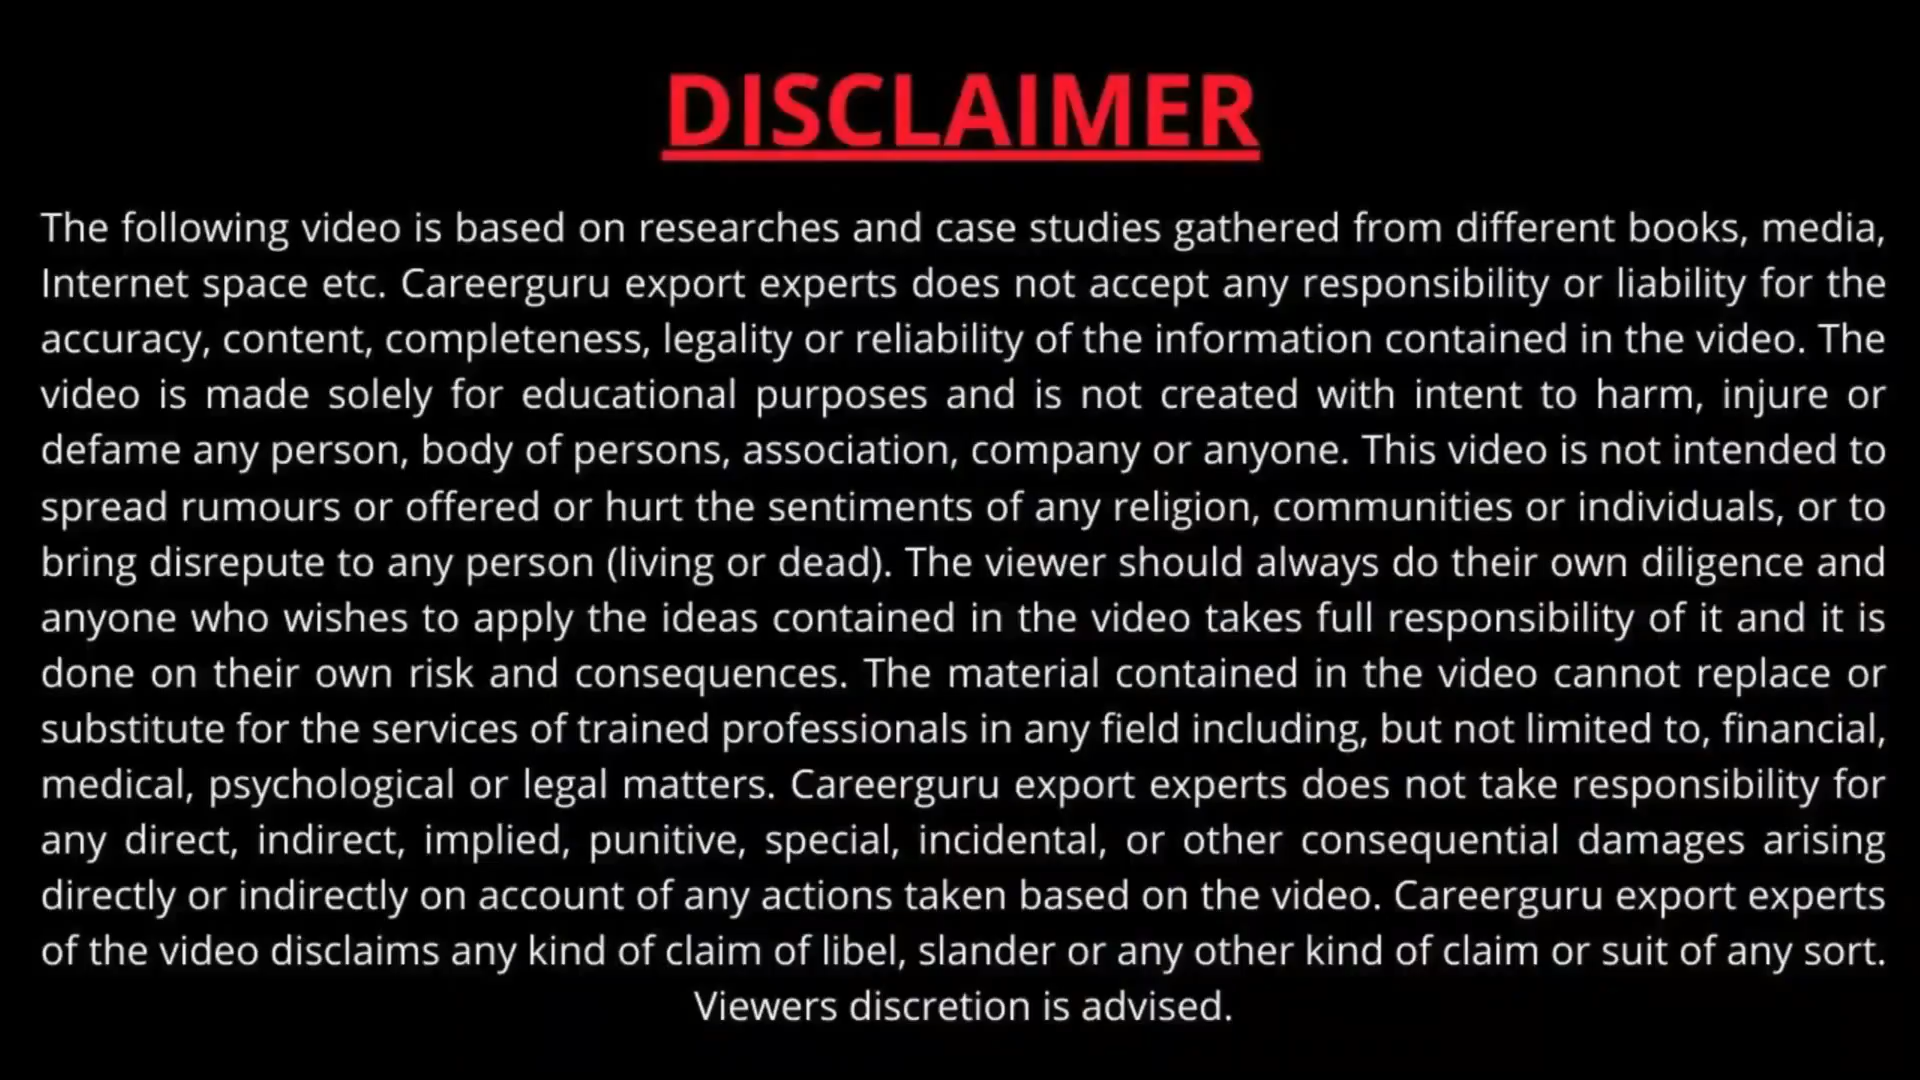 DISCLAIMER
The following video is based on researches and case studies gathered from different books, media,
Internet space etc. Careerguru export experts does not accept any responsibility or liability for the
accuracy, content, completeness, legality or reliability of the information contained in the video. The
video is made solely for educational purposes and is not created with intent to harm, injure or
defame any person, body of persons, association, company or anyone. This video is not intended to
spread rumours or offered or hurt the sentiments of any religion, communities or individuals, or to
bring disrepute to any person (living or dead). The viewer should always do their own diligence and
anyone who wishes to apply the ideas contained in the video takes full responsibility of it and it is
done on their own risk and consequences. The material contained in the video cannot replace or
substitute for the services of trained professionals in any field including, but not limited to, financial,
medical, psychological or legal matters. Careerguru export experts does not take responsibility for
any direct, indirect, implied, punitive, special, incidental, or other consequential damages arising
directly or indirectly on account of any actions taken based on the video. Careerguru export experts
of the video disclaims any kind of claim of libel, slander or any other kind of claim or suit of any sort.
Viewers discretion is advised.